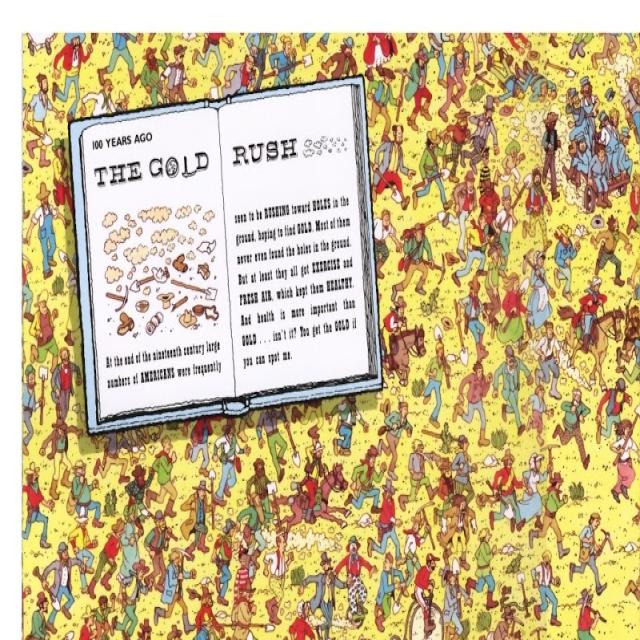 100 YEARS AGO
THE GOLD RUSH
At the end of the nineteenth century large
numbers of AMERICANS were frequently
seen to be RUSHING toward HOLES in the
ground, hoping to find GOLD. Most of them
never even found the holes in the ground.
But at least they all got EXERCISE and
FRESH AIR, which kept them HEALTHY.
And health is more important than
GOLD . . . isn't it? You get the GOLD if
you can spot me.